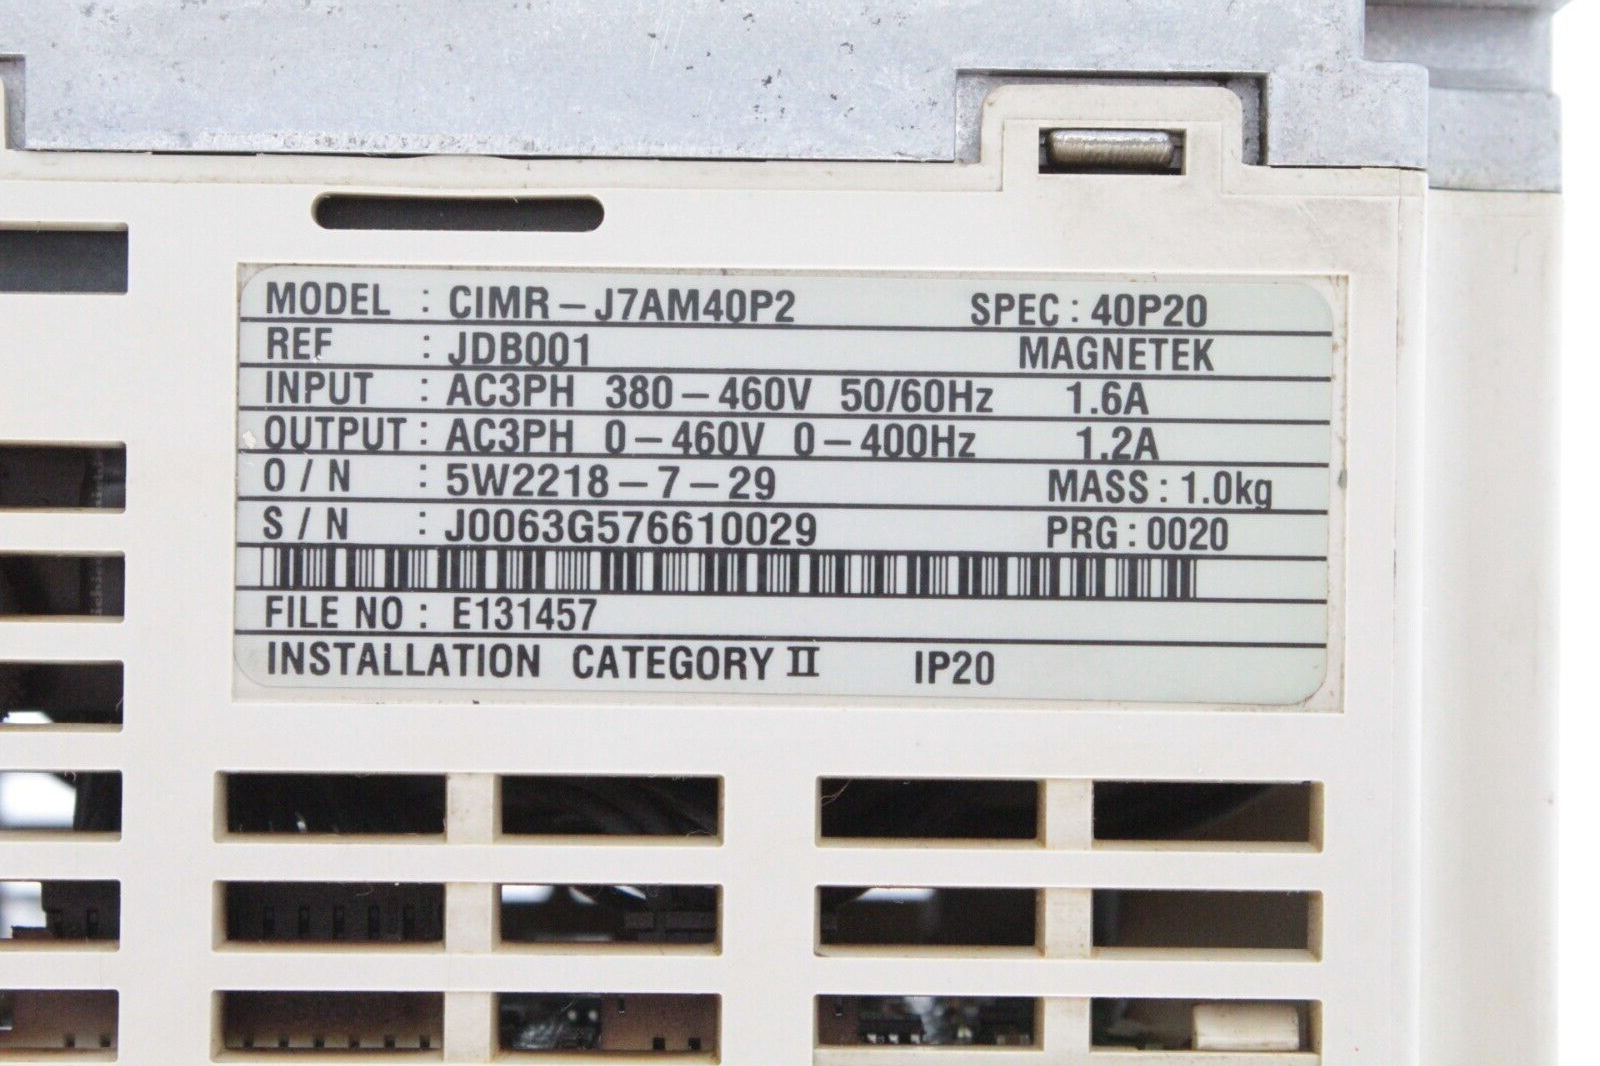 MODEL : CIMR-J7AM40P2 SPEC : 40P20
REF : JDB001 MAGNETEK
INPUT : AC3PH 380-460V 50/60Hz 1.6A
OUTPUT : AC3PH 0-460V 0-400Hz 1.2A
O / N : 5W2218-7-29 MASS : 1.0kg
S / N : J0063G576610029 PRG : 0020
FILE NO : E131457
INSTALLATION CATEGORY II IP20